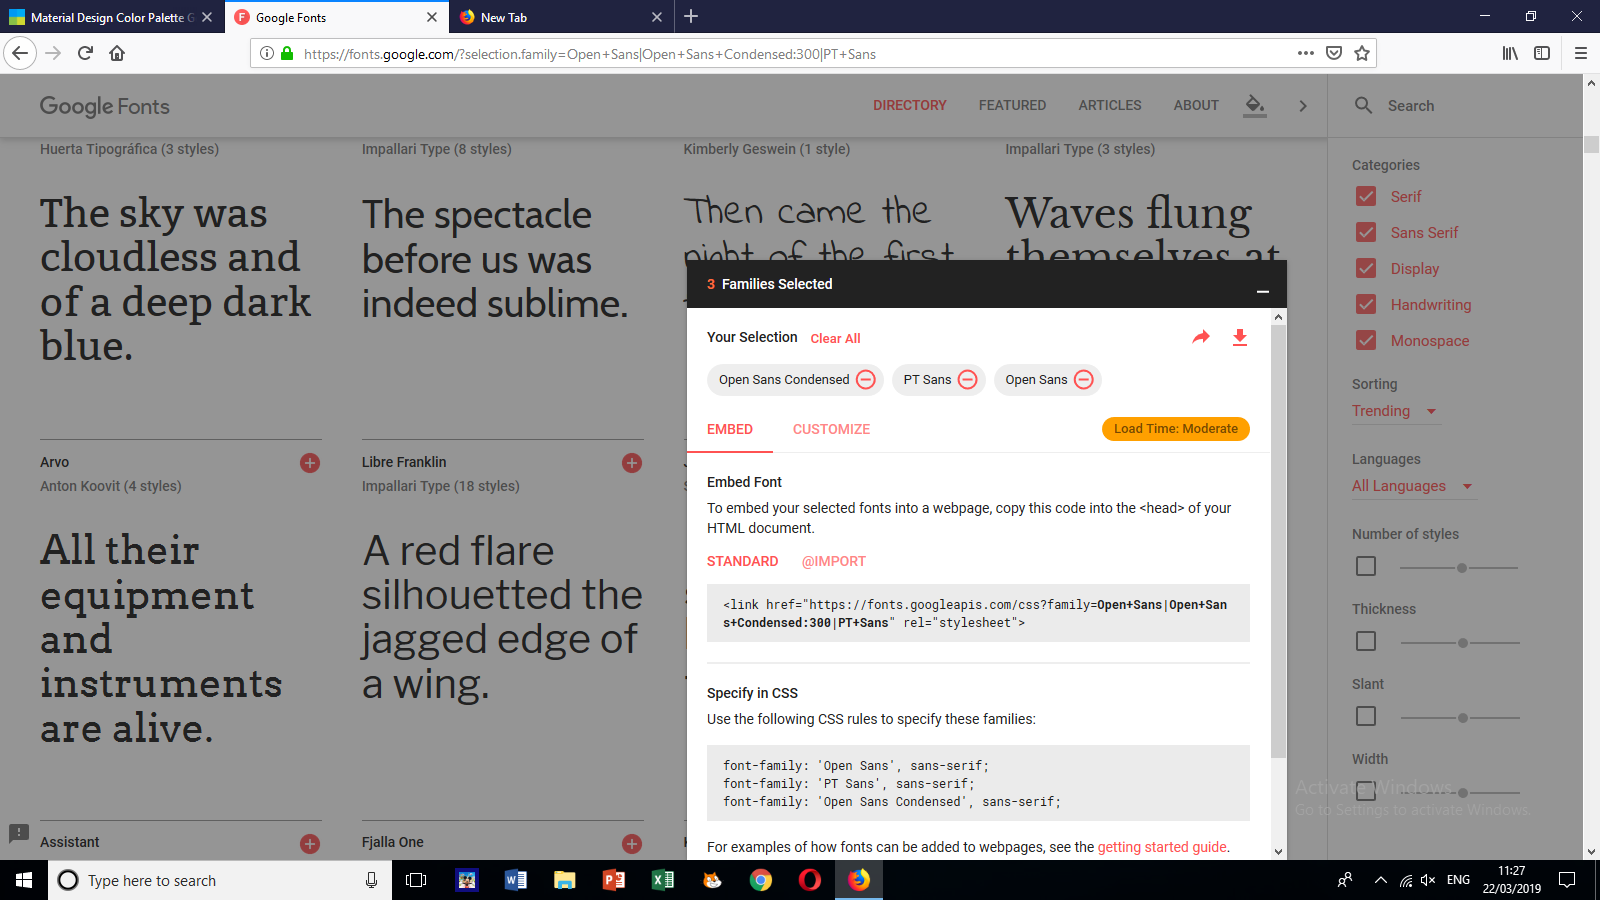 Material Design Color Palette G
Google Fonts
New Tab
https://fonts.google.com/?selection.family=Open+Sans|Open+Sans+Condensed:300|PT+Sans
Google Fonts
DIRECTORY
FEATURED
ARTICLES
ABOUT
Search
Huerta Tipográfica (3 styles)
Impallari Type (8 styles)
Kimberly Geswein (1 style)
Impallari Type (3 styles)
The sky was
cloudless and
of a deep dark
blue.
The spectacle
before us was
indeed sublime.
Then came the
night of the first
Waves flung
themselves at
Categories
Serif
Sans Serif
Display
Handwriting
Monospace
Sorting
Trending
Languages
All Languages
Number of styles
Thickness
Slant
Width
3 Families Selected
Your Selection
Clear All
Open Sans Condensed
PT Sans
Open Sans
EMBED
CUSTOMIZE
Load Time: Moderate
Embed Font
To embed your selected fonts into a webpage, copy this code into the <head> of your
HTML document.
STANDARD
@IMPORT
<link href="https://fonts.googleapis.com/css?family=Open+Sans|Open+San
s+Condensed:300|PT+Sans" rel="stylesheet">
Specify in CSS
Use the following CSS rules to specify these families:
font-family: 'Open Sans', sans-serif;
font-family: 'PT Sans', sans-serif;
font-family: 'Open Sans Condensed', sans-serif;
For examples of how fonts can be added to webpages, see the getting started guide.
Arvo
Anton Koovit (4 styles)
Libre Franklin
Impallari Type (18 styles)
All their
equipment
and
instruments
are alive.
A red flare
silhouetted the
jagged edge of
a wing.
Assistant
Fjalla One
Activate Windows
Go to Settings to activate Windows.
Type here to search
ENG
11:27
22/03/2019